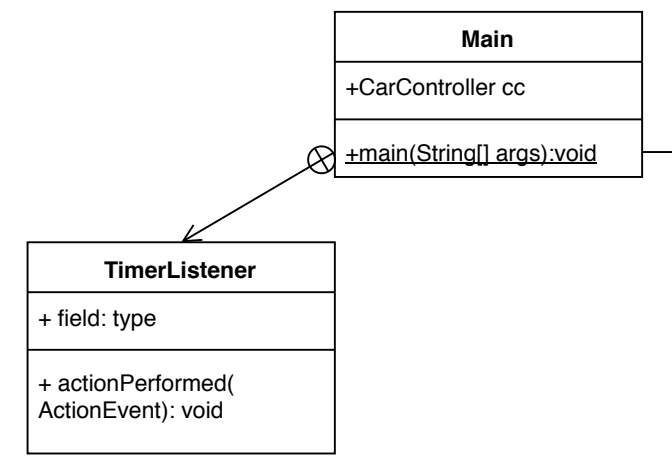 Main
+CarController cc
+main(String[] args):void
TimerListener
+ field: type
+ actionPerformed(
ActionEvent): void